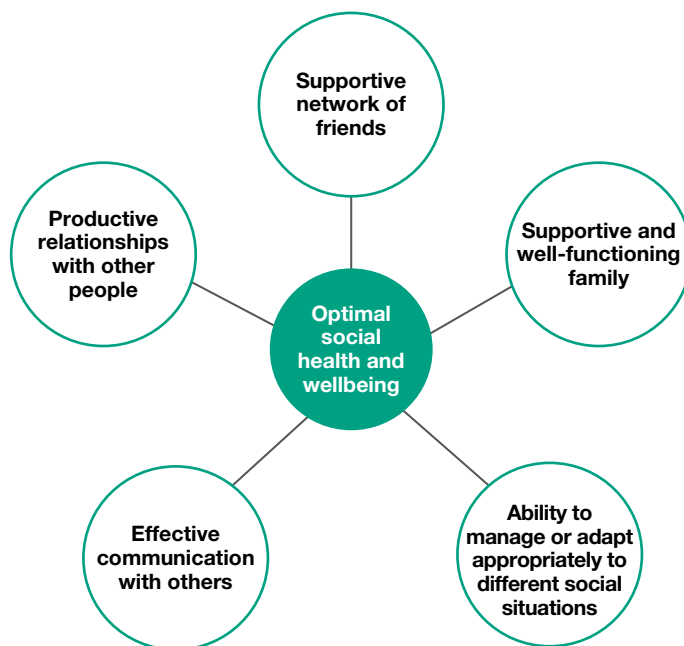 Supportive
network of
friends
Productive
relationships
with other
people
Supportive and
well-functioning
family
Optimal
social
health and
wellbeing
Effective
communication
with others
Ability to
manage or adapt
appropriately to
different social
situations